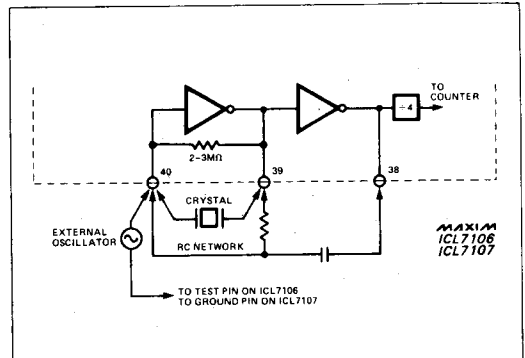 ÷4
TO
COUNTER
2-3MΩ
40
39
38
CRYSTAL
EXTERNAL
OSCILLATOR
RC NETWORK
MAXIM
ICL7106
ICL7107
TO TEST PIN ON ICL7106
TO GROUND PIN ON ICL7107